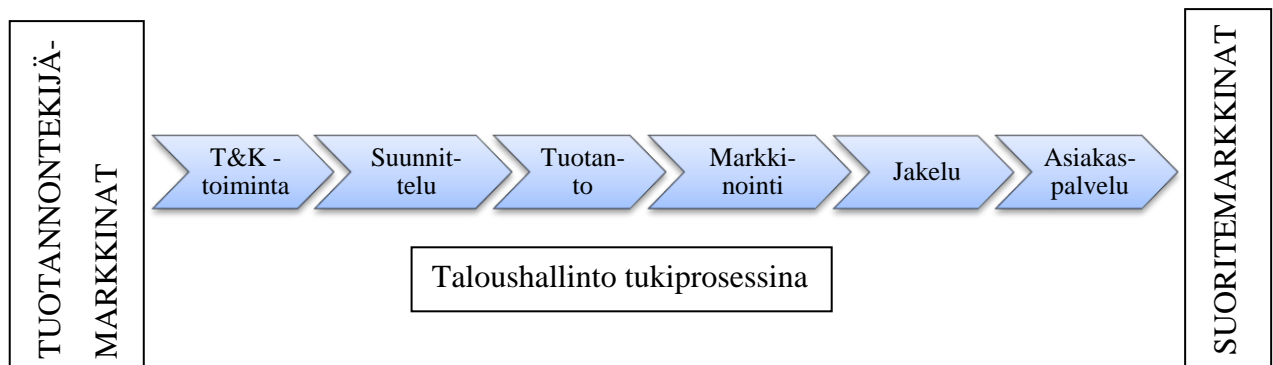 TUOTANNONTEKIJÄ-
MARKKINAT
T&K -
toiminta
Suunnit-
telu
Tuotan-
to
Markki-
nointi
Jakelu
Asiakas-
palvelu
Taloushallinto tukiprosessina
SUORITEMARKKINAT